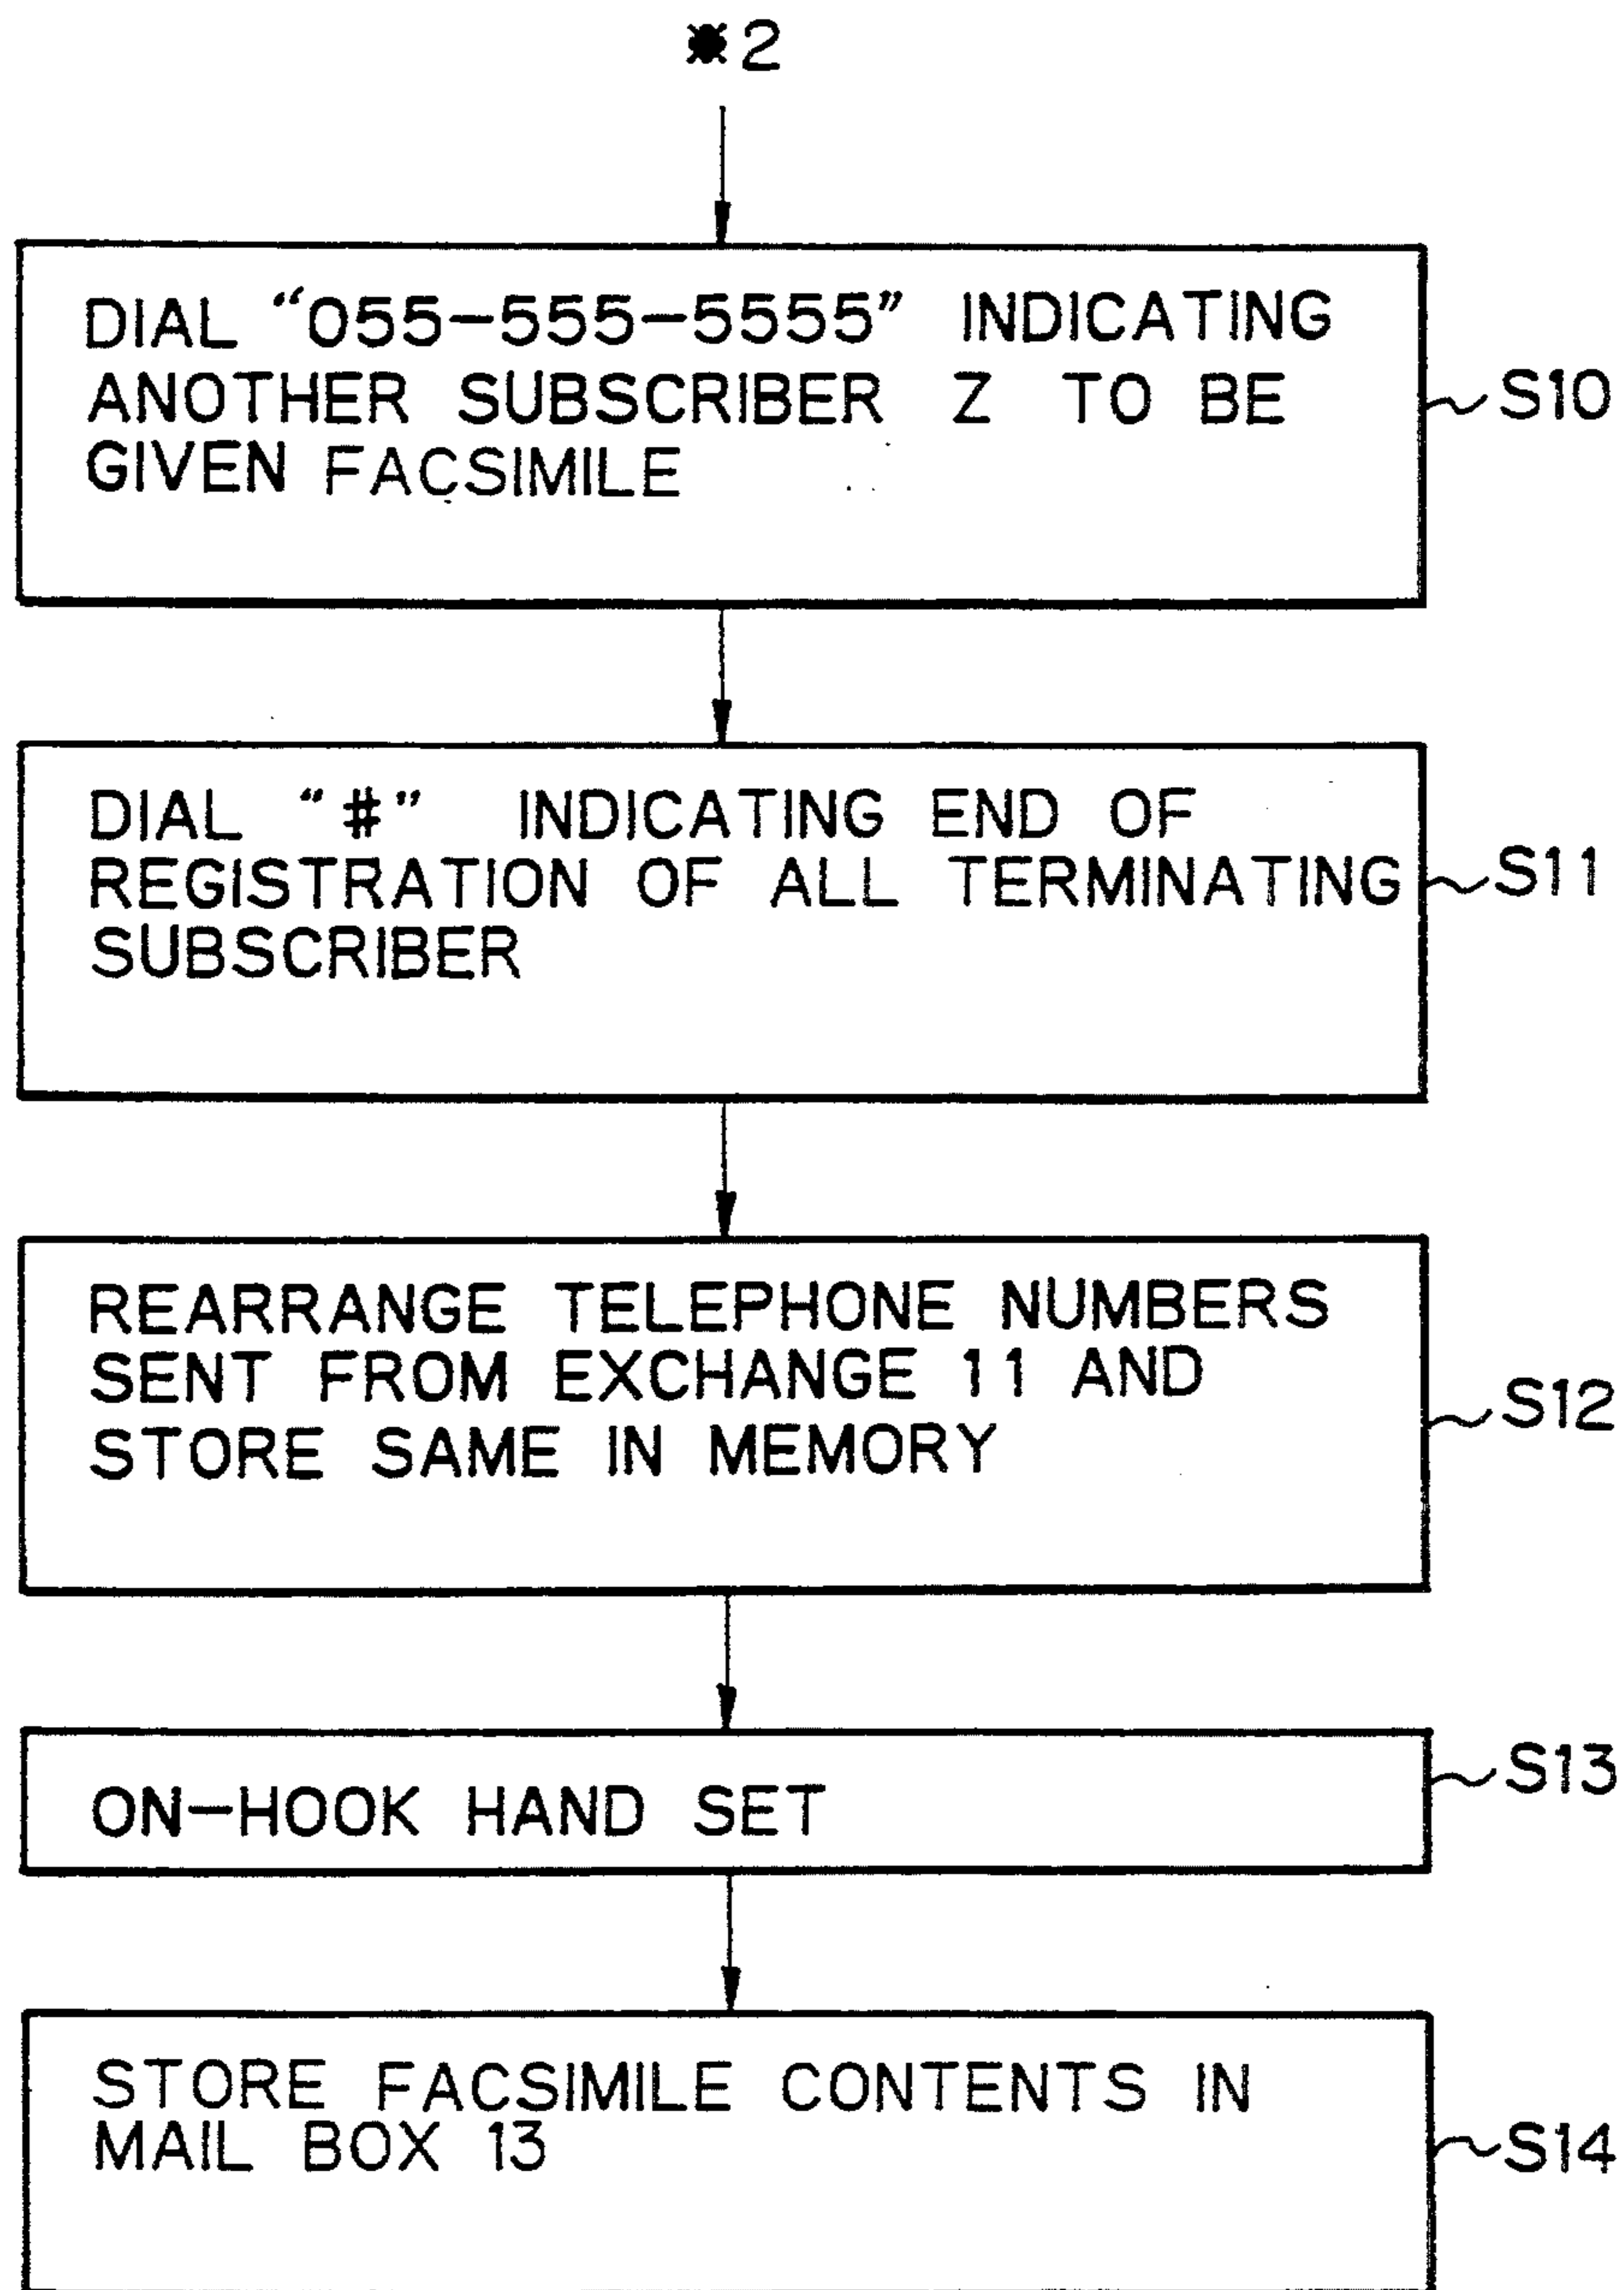 ※2
DIAL “055-555-5555” INDICATING
ANOTHER SUBSCRIBER Z TO BE
GIVEN FACSIMILE
S10
DIAL “#” INDICATING END OF
REGISTRATION OF ALL TERMINATING
SUBSCRIBER
S11
REARRANGE TELEPHONE NUMBERS
SENT FROM EXCHANGE 11 AND
STORE SAME IN MEMORY
S12
ON-HOOK HAND SET
S13
STORE FACSIMILE CONTENTS IN
MAIL BOX 13
S14